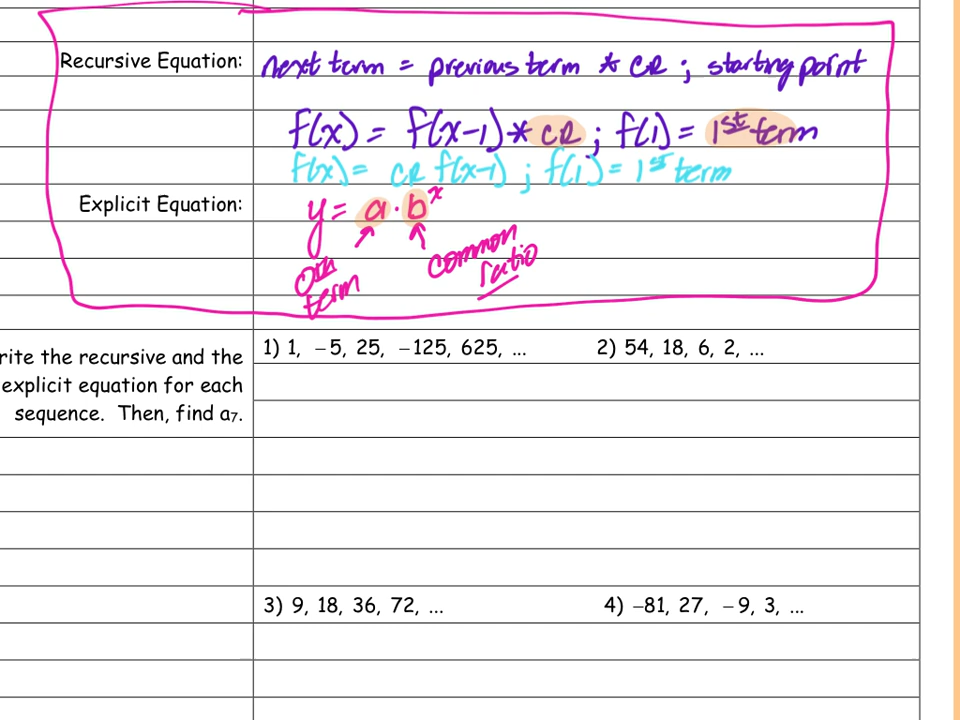 Recursive Equation: next term = previous term * CR ; starting point
f(x) = f(x-1) * CR ; f(1) = 1st term
f(x) = CR f(x-1) ; f(1) = 1st term
Explicit Equation: y = a · b^x
0th term common ratio
rite the recursive and the
explicit equation for each
sequence. Then, find a₇.
1) 1, −5, 25, −125, 625, ... 2) 54, 18, 6, 2, ...
3) 9, 18, 36, 72, ... 4) −81, 27, −9, 3, ...